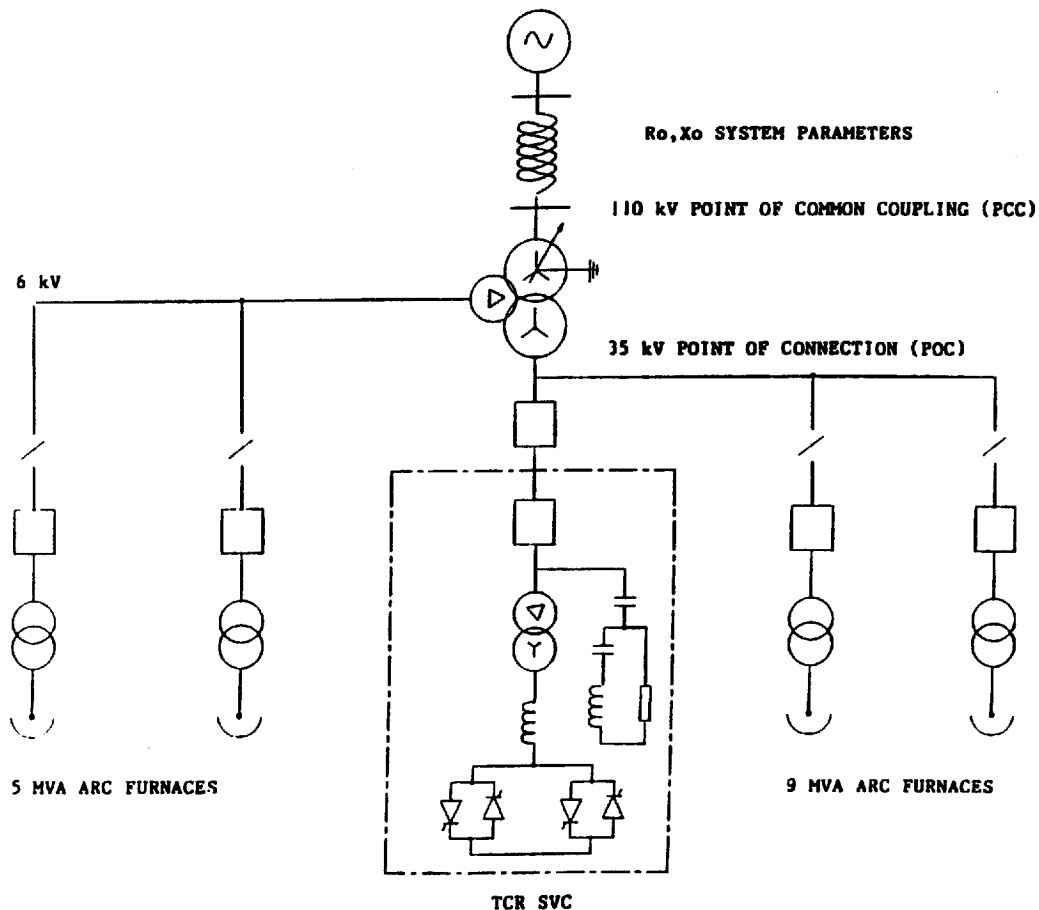 Ro,Xo SYSTEM PARAMETERS
110 kV POINT OF COMMON COUPLING (PCC)
6 kV
35 kV POINT OF CONNECTION (POC)
5 MVA ARC FURNACES
9 MVA ARC FURNACES
TCR SVC